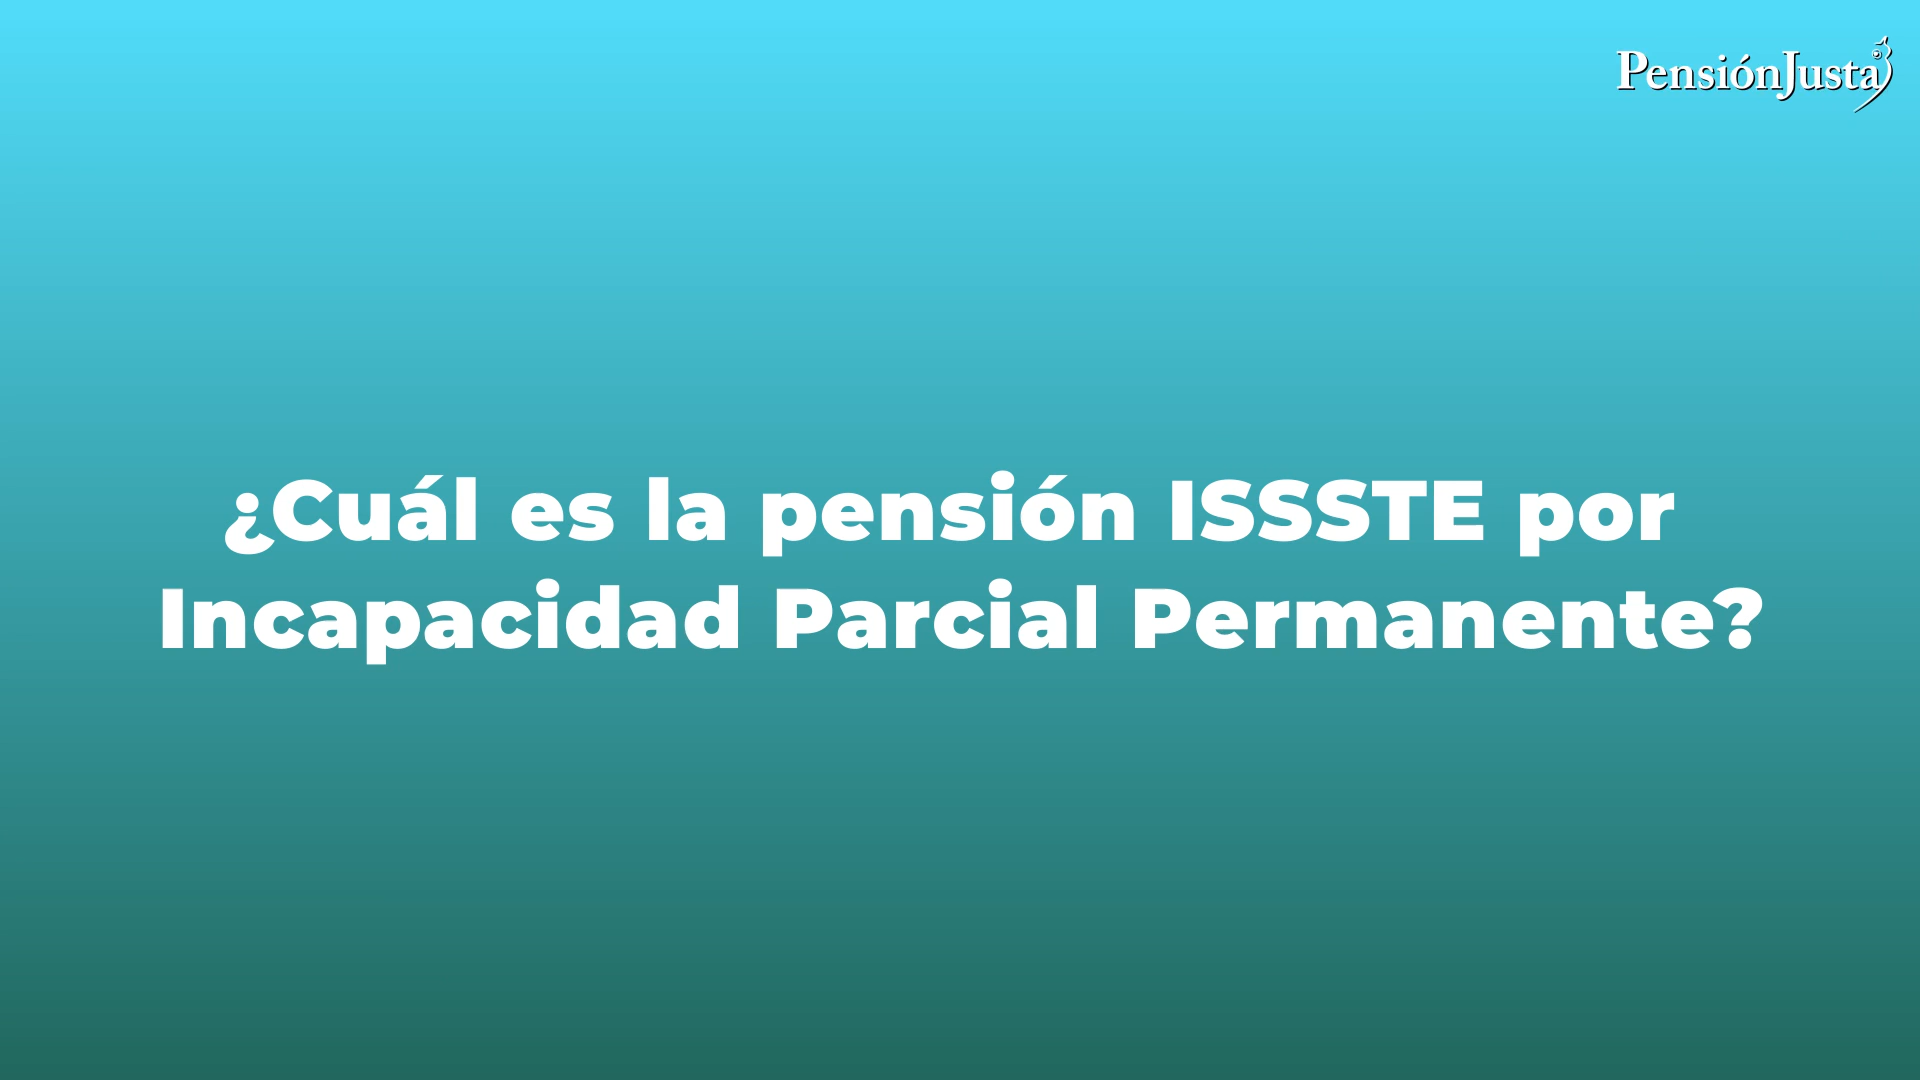 PensiónJusta
¿Cuál es la pensión ISSSTE por
Incapacidad Parcial Permanente?